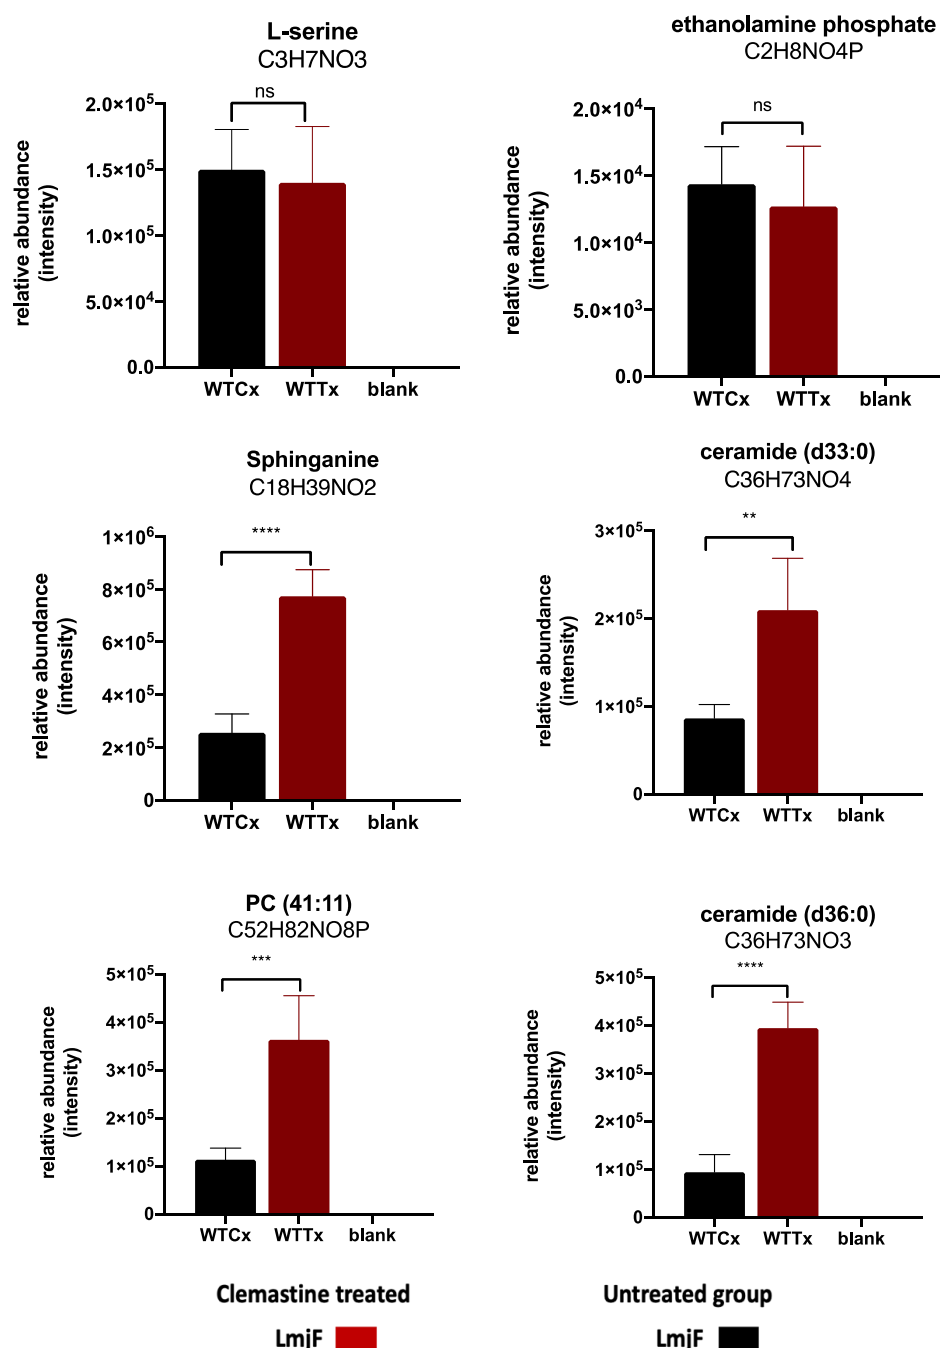 L-serine
C3H7NO3
ns
2.0×10⁵
1.5×10⁵
1.0×10⁵
5.0×10⁴
0.0
relative abundance
(intensity)
WTCx WTTx blank
ethanolamine phosphate
C2H8NO4P
ns
2.0×10⁴
1.5×10⁴
1.0×10⁴
5.0×10³
0.0
relative abundance
(intensity)
WTCx WTTx blank
Sphinganine
C18H39NO2
****
1×10⁶
8×10⁵
6×10⁵
4×10⁵
2×10⁵
0
relative abundance
(intensity)
WTCx WTTx blank
ceramide (d33:0)
C36H73NO4
**
3×10⁵
2×10⁵
1×10⁵
0
relative abundance
(intensity)
WTCx WTTx blank
PC (41:11)
C52H82NO8P
***
5×10⁵
4×10⁵
3×10⁵
2×10⁵
1×10⁵
0
relative abundance
(intensity)
WTCx WTTx blank
ceramide (d36:0)
C36H73NO3
****
5×10⁵
4×10⁵
3×10⁵
2×10⁵
1×10⁵
0
relative abundance
(intensity)
WTCx WTTx blank
Clemastine treated
LmjF
Untreated group
LmjF